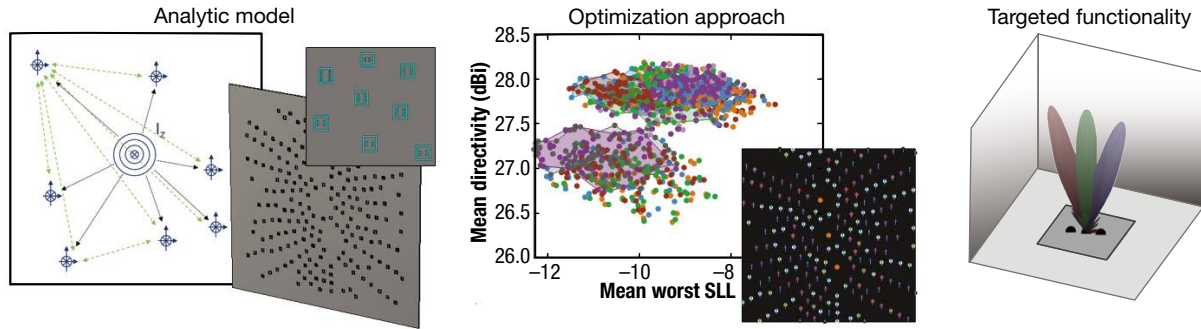 Analytic model
Optimization approach
Targeted functionality
I_z
Mean directivity (dBi)
28.5
28.0
27.5
27.0
26.5
26.0
−12
−10
−8
Mean worst SLL